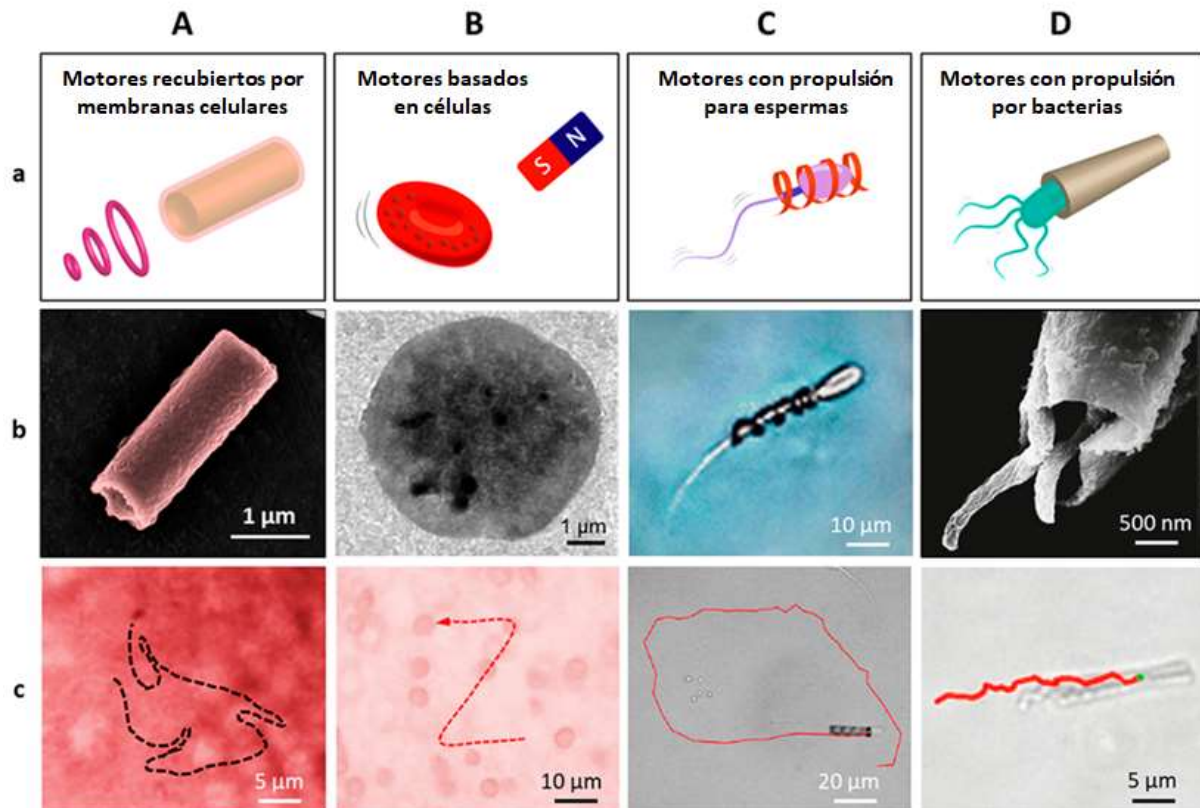 A
B
C
D
a
Motores recubiertos por
membranas celulares
Motores basados
en células
S
N
Motores con propulsión
para espermas
Motores con propulsión
por bacterias
b
1 μm
1 μm
10 μm
500 nm
c
5 μm
10 μm
20 μm
5 μm